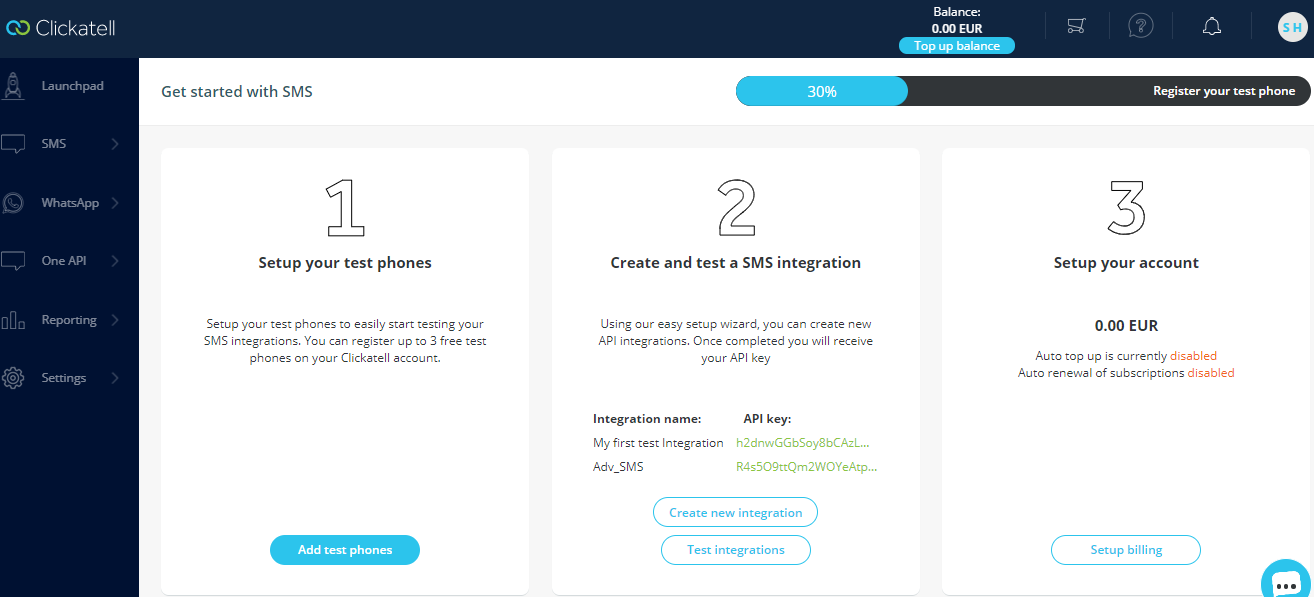 Clickatell
Balance:
0.00 EUR
Top up balance
?
S H
Launchpad
SMS
WhatsApp
One API
Reporting
Settings
Get started with SMS
30%
Register your test phone
1
Setup your test phones
Setup your test phones to easily start testing your
SMS integrations. You can register up to 3 free test
phones on your Clickatell account.
Add test phones
2
Create and test a SMS integration
Using our easy setup wizard, you can create new
API integrations. Once completed you will receive
your API key
Integration name: API key:
My first test Integration h2dnwGGbSoy8bCAzL...
Adv_SMS R4s5O9ttQm2WOYeAtp...
Create new integration
Test integrations
3
Setup your account
0.00 EUR
Auto top up is currently disabled
Auto renewal of subscriptions disabled
Setup billing